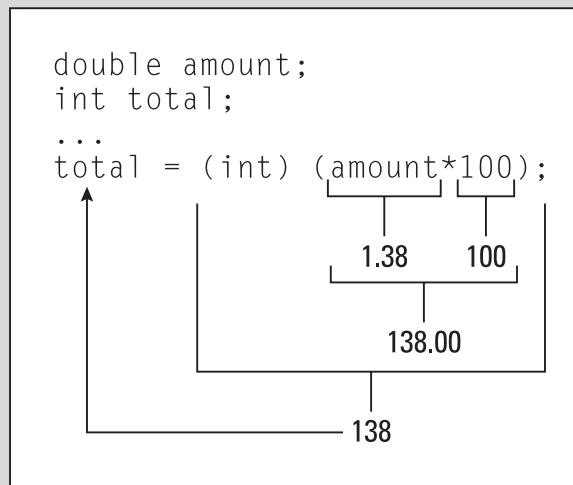 double amount;
int total;
...
total = (int) (amount*100);
1.38 100
138.00
138